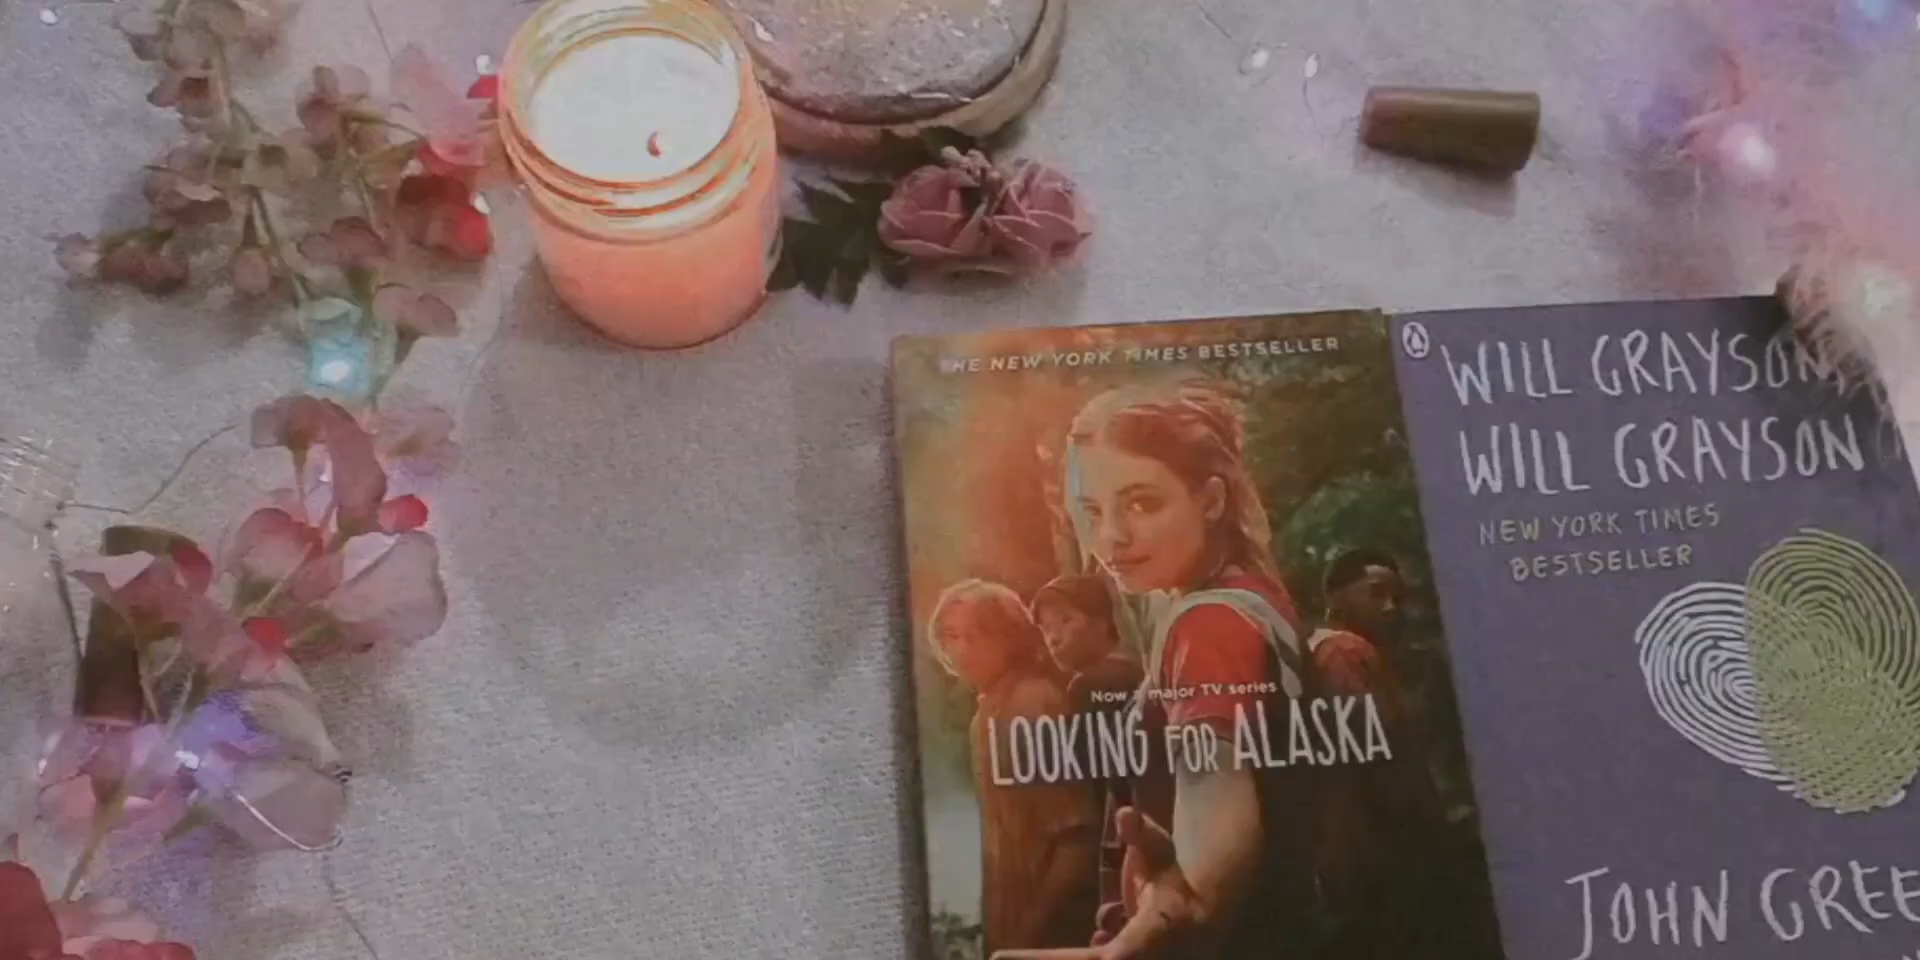 THE NEW YORK TIMES BESTSELLER
Now a major TV series
LOOKING FOR ALASKA
WILL GRAYSON,
WILL GRAYSON
NEW YORK TIMES
BESTSELLER
JOHN GREE